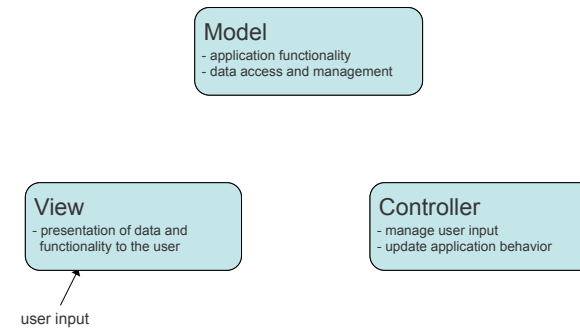 Model
- application functionality
- data access and management
View
- presentation of data and
functionality to the user
Controller
- manage user input
- update application behavior
user input